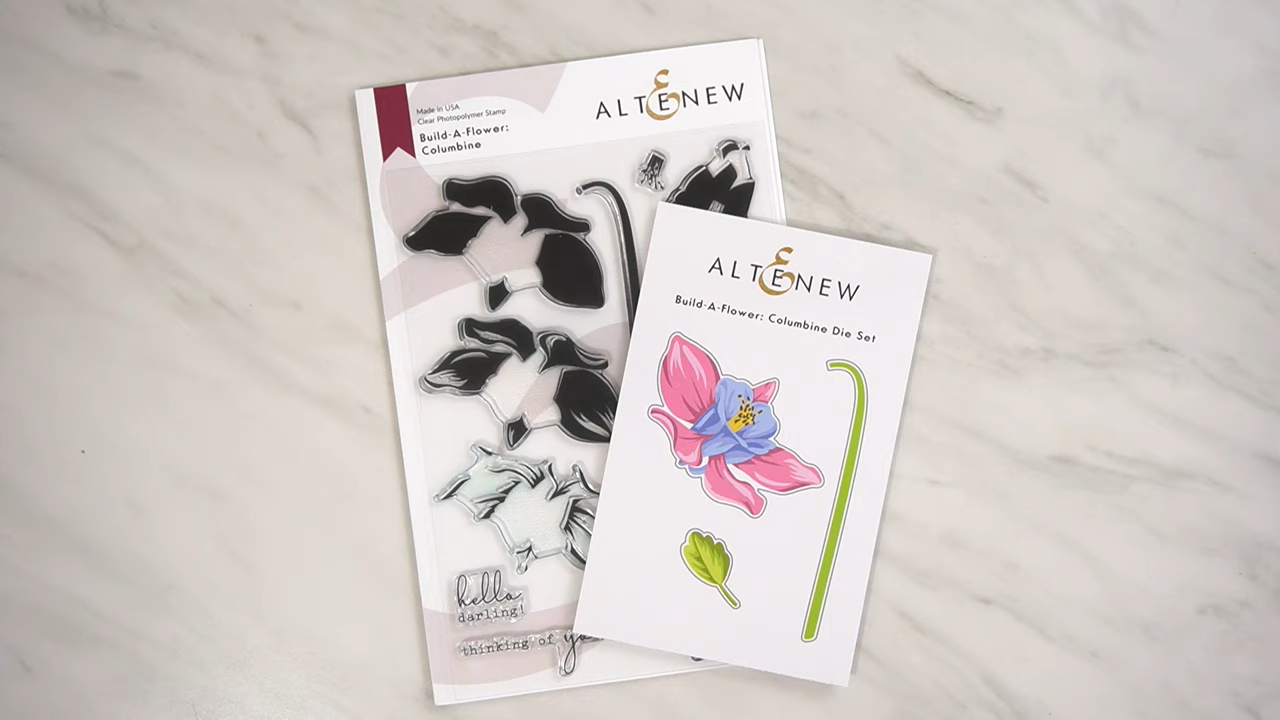 Made in USA
Clear Photopolymer Stamp
Build-A-Flower:
Columbine
ALTENEW
hello
darling!
thinking of
ALTENEW
Build-A-Flower: Columbine Die Set